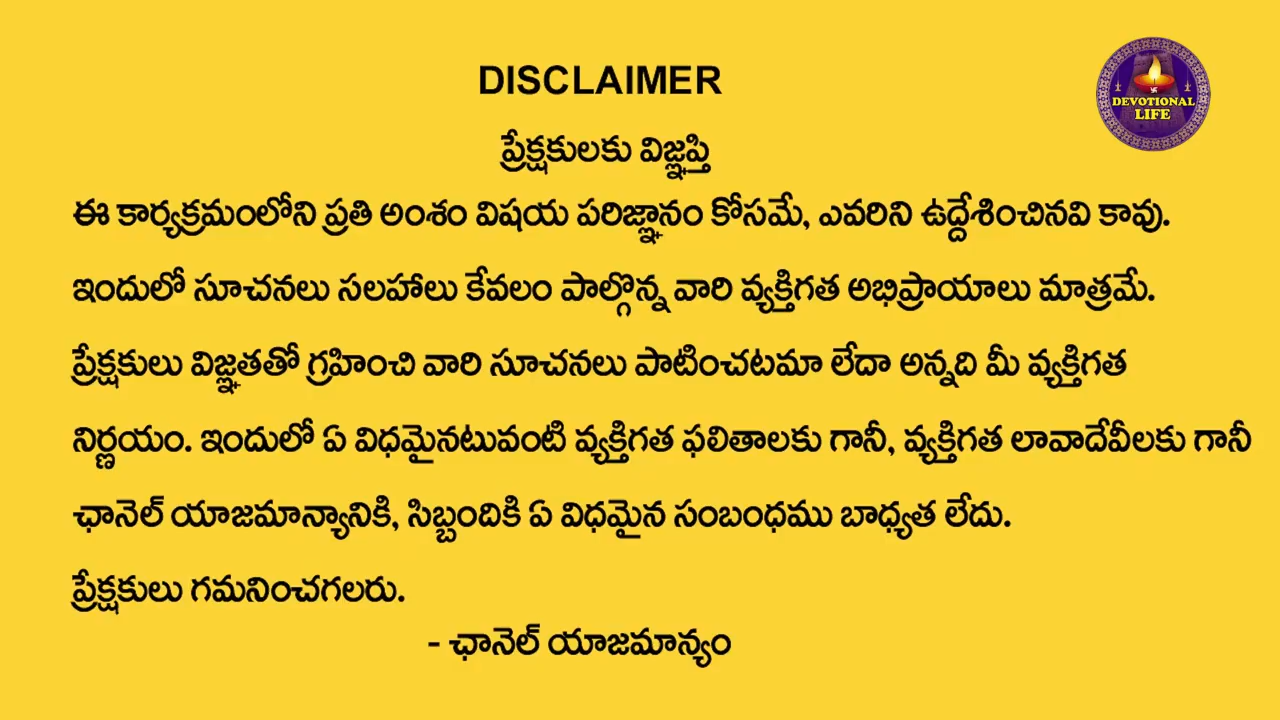 DISCLAIMER
DEVOTIONAL
LIFE
ప్రేక్షకులకు విజ్ఞప్తి
ఈ కార్యక్రమంలోని ప్రతి అంశం విషయ పరిజ్ఞానం కోసమే, ఎవరిని ఉద్దేశించినవి కావు.
ఇందులో సూచనలు సలహాలు కేవలం పాల్గొన్న వారి వ్యక్తిగత అభిప్రాయాలు మాత్రమే.
ప్రేక్షకులు విజ్ఞతతో గ్రహించి వారి సూచనలు పాటించటమా లేదా అన్నది మీ వ్యక్తిగత
నిర్ణయం. ఇందులో ఏ విధమైనటువంటి వ్యక్తిగత ఫలితాలకు గానీ, వ్యక్తిగత లావాదేవీలకు గానీ
ఛానెల్ యాజమాన్యానికి, సిబ్బందికి ఏ విధమైన సంబంధము బాధ్యత లేదు.
ప్రేక్షకులు గమనించగలరు.
- ఛానెల్ యాజమాన్యం